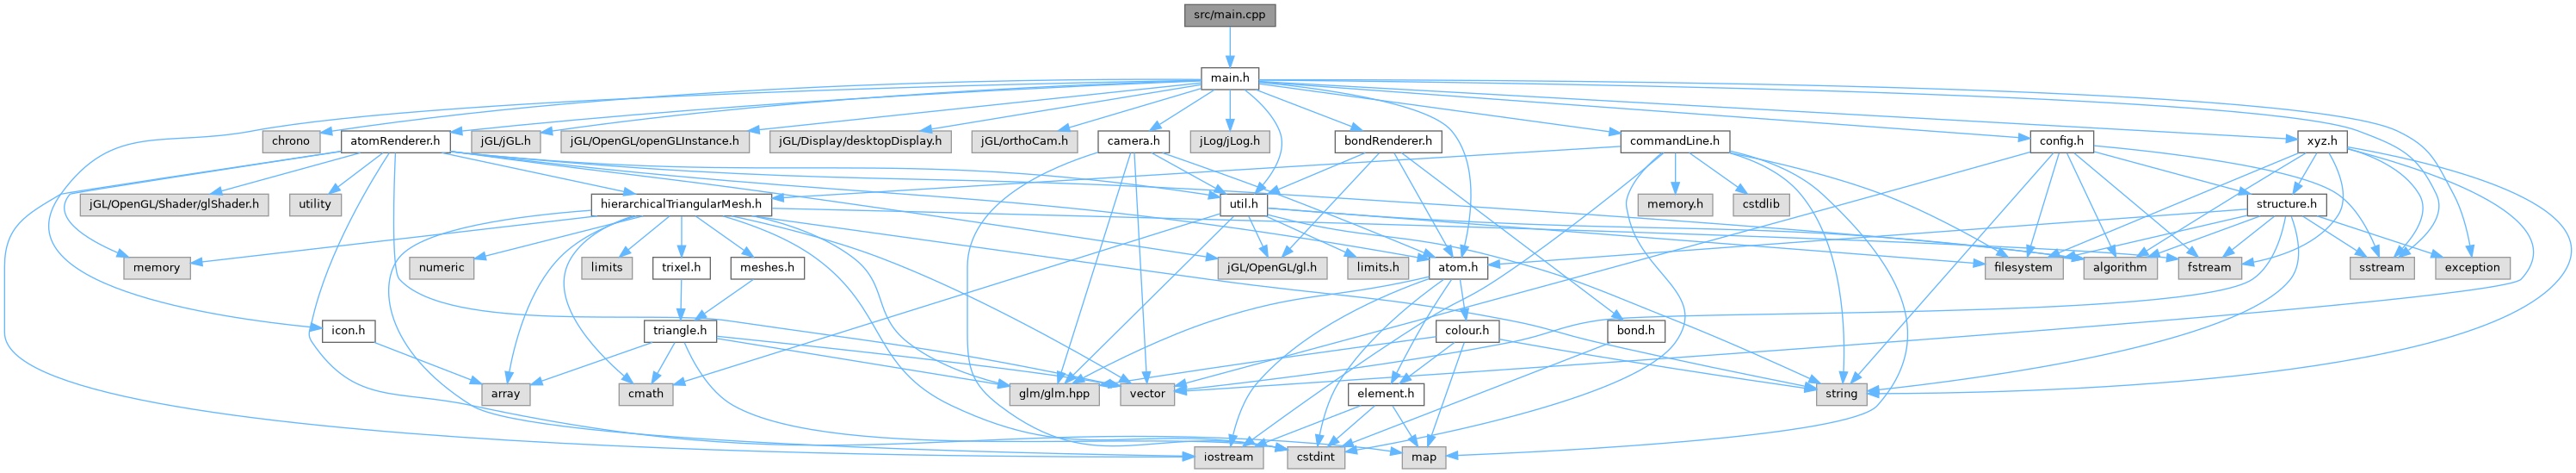 src/main.cpp
main.h
chrono
atomRenderer.h
jGL/jGL.h
jGL/OpenGL/openGLInstance.h
jGL/Display/desktopDisplay.h
jGL/orthoCam.h
camera.h
jLog/jLog.h
bondRenderer.h
commandLine.h
config.h
xyz.h
jGL/OpenGL/Shader/glShader.h
utility
hierarchicalTriangularMesh.h
util.h
memory.h
cstdlib
structure.h
memory
numeric
limits
trixel.h
meshes.h
jGL/OpenGL/gl.h
limits.h
atom.h
filesystem
algorithm
fstream
sstream
exception
icon.h
triangle.h
colour.h
bond.h
array
cmath
glm/glm.hpp
vector
element.h
string
iostream
cstdint
map